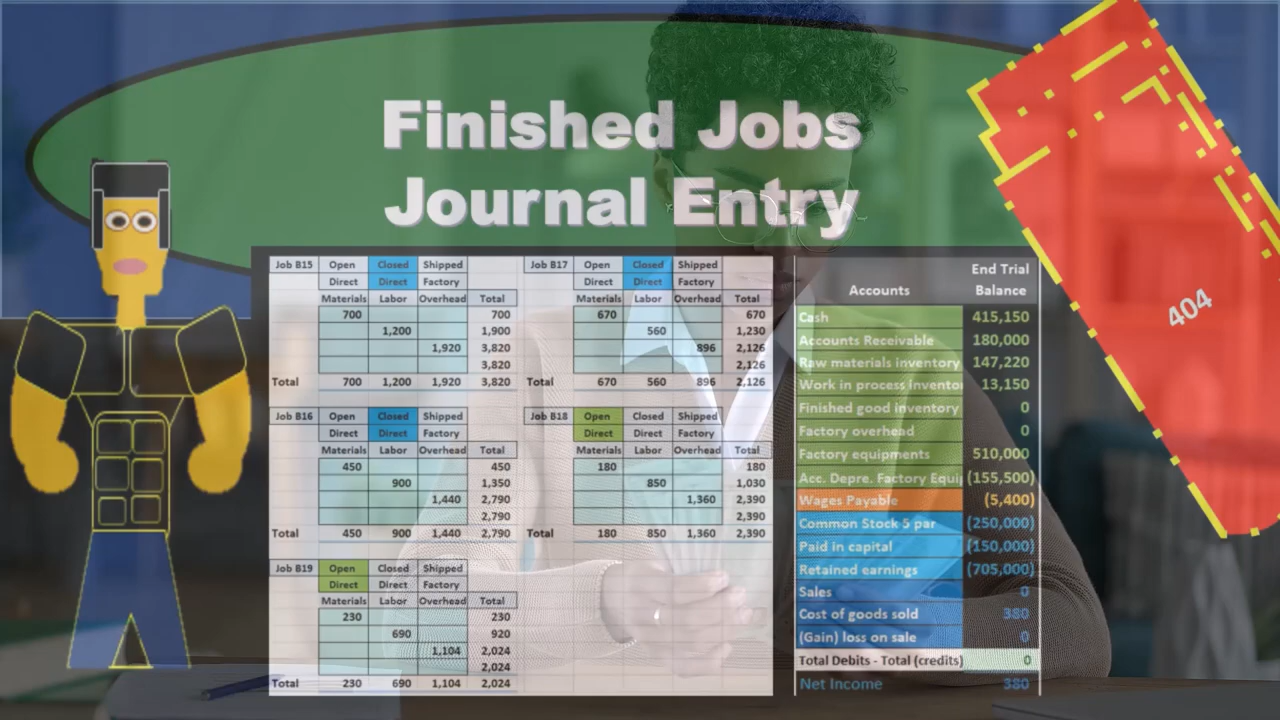 Finished Jobs
Journal Entry
404
Job B15 Open Closed Shipped
Direct Direct Factory
Materials Labor Overhead Total
700 700
1,200 1,900
1,920 3,820
3,820
Total 700 1,200 1,920 3,820
Job B17 Open Closed Shipped
Direct Direct Factory
Materials Labor Overhead Total
670 670
560 1,230
896 2,126
2,126
Total 670 560 896 2,126
Job B16 Open Closed Shipped
Direct Direct Factory
Materials Labor Overhead Total
450 450
900 1,350
1,440 2,790
2,790
Total 450 900 1,440 2,790
Job B18 Open Closed Shipped
Direct Direct Factory
Materials Labor Overhead Total
180 180
850 1,030
1,360 2,390
2,390
Total 180 850 1,360 2,390
Job B19 Open Closed Shipped
Direct Direct Factory
Materials Labor Overhead Total
230 230
690 920
1,104 2,024
2,024
Total 230 690 1,104 2,024
End Trial
Accounts Balance
Cash 415,150
Accounts Receivable 180,000
Raw materials inventory 147,220
Work in process Inventor 13,150
Finished good inventory 0
Factory overhead 0
Factory equipments 510,000
Acc. Depre. Factory Equi (155,500)
Wages Payable (5,400)
Common Stock 5 par (250,000)
Paid in capital (150,000)
Retained earnings (705,000)
Sales 0
Cost of goods sold 380
(Gain) loss on sale 0
Total Debits - Total (credits) 0
Net Income 380